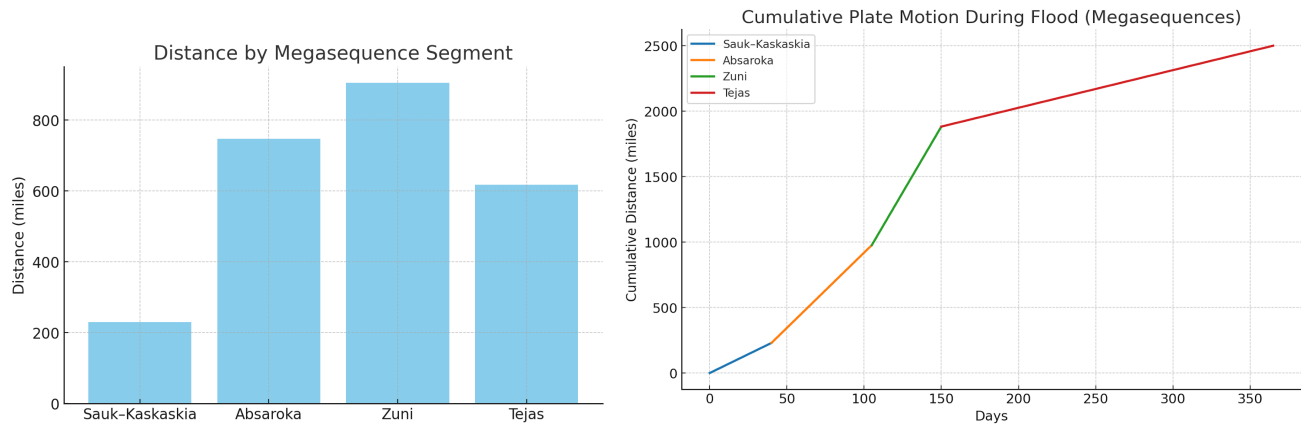 Distance by Megasequence Segment
Distance (miles)
800
600
400
200
0
Sauk–Kaskaskia Absaroka Zuni Tejas
Cumulative Plate Motion During Flood (Megasequences)
Sauk–Kaskaskia
Absaroka
Zuni
Tejas
Cumulative Distance (miles)
2500
2000
1500
1000
500
0
0 50 100 150 200 250 300 350
Days